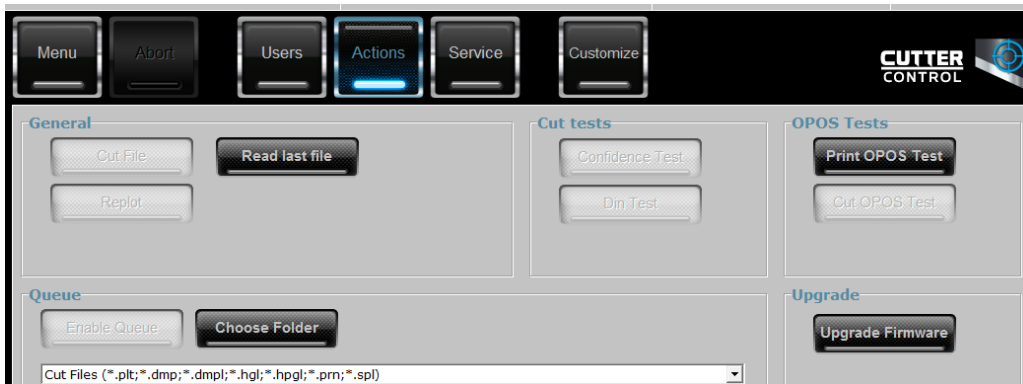 Menu
Abort
Users
Actions
Service
Customize
CUTTER
CONTROL
General
Cut File
Read last file
Replot
Cut tests
Confidence Test
Din Test
OPOS Tests
Print OPOS Test
Cut OPOS Test
Queue
Enable Queue
Choose Folder
Cut Files (*.plt;*.dmp;*.dmpl;*.hgl;*.hpgl;*.prn;*.spl)
Upgrade
Upgrade Firmware